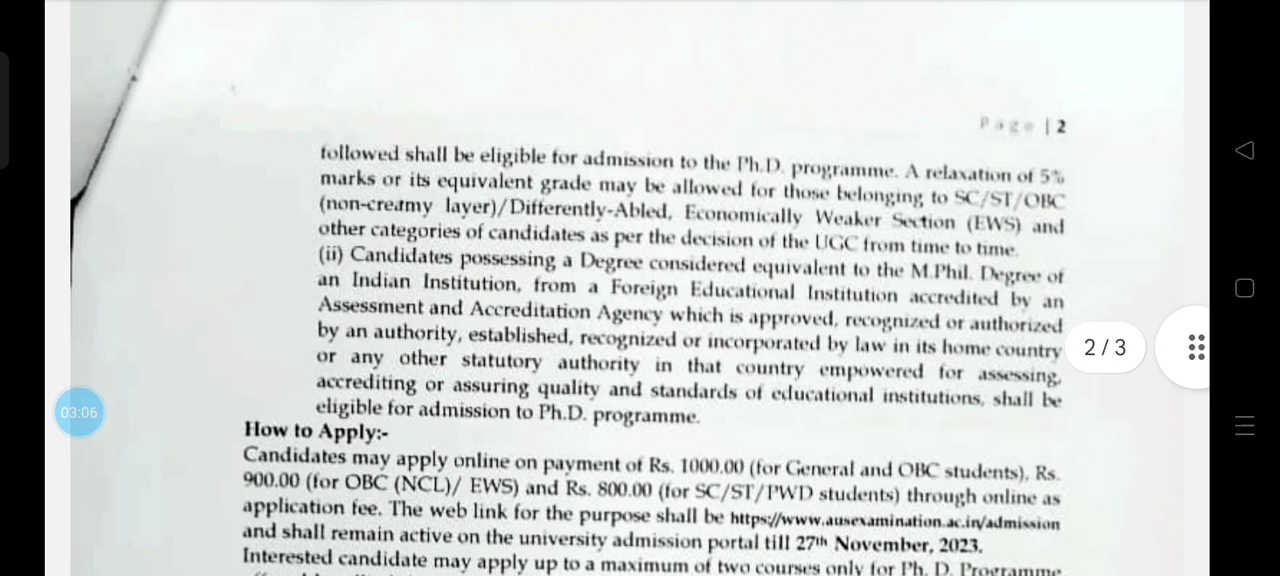 Page | 2
followed shall be eligible for admission to the Ph.D. programme. A relaxation of 5%
marks or its equivalent grade may be allowed for those belonging to SC/ST/OBC
(non-creamy layer)/Differently-Abled, Economically Weaker Section (EWS) and
other categories of candidates as per the decision of the UGC from time to time.
(ii) Candidates possessing a Degree considered equivalent to the M.Phil. Degree of
an Indian Institution, from a Foreign Educational Institution accredited by an
Assessment and Accreditation Agency which is approved, recognized or authorized
by an authority, established, recognized or incorporated by law in its home country
or any other statutory authority in that country empowered for assessing,
accrediting or assuring quality and standards of educational institutions, shall be
eligible for admission to Ph.D. programme.
2 / 3
03:06
How to Apply:-
Candidates may apply online on payment of Rs. 1000.00 (for General and OBC students), Rs.
900.00 (for OBC (NCL)/ EWS) and Rs. 800.00 (for SC/ST/PWD students) through online as
application fee. The web link for the purpose shall be https://www.ausexamination.ac.in/admission
and shall remain active on the university admission portal till 27th November, 2023.
Interested candidate may apply up to a maximum of two courses only for Ph. D. Programme